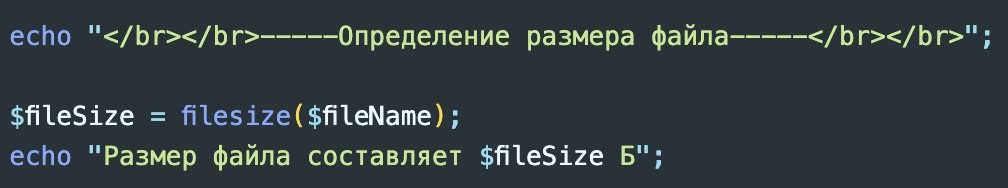 echo "</br></br>-----Определение размера файла-----</br></br>";
$fileSize = filesize($fileName);
echo "Размер файла составляет $fileSize Б";